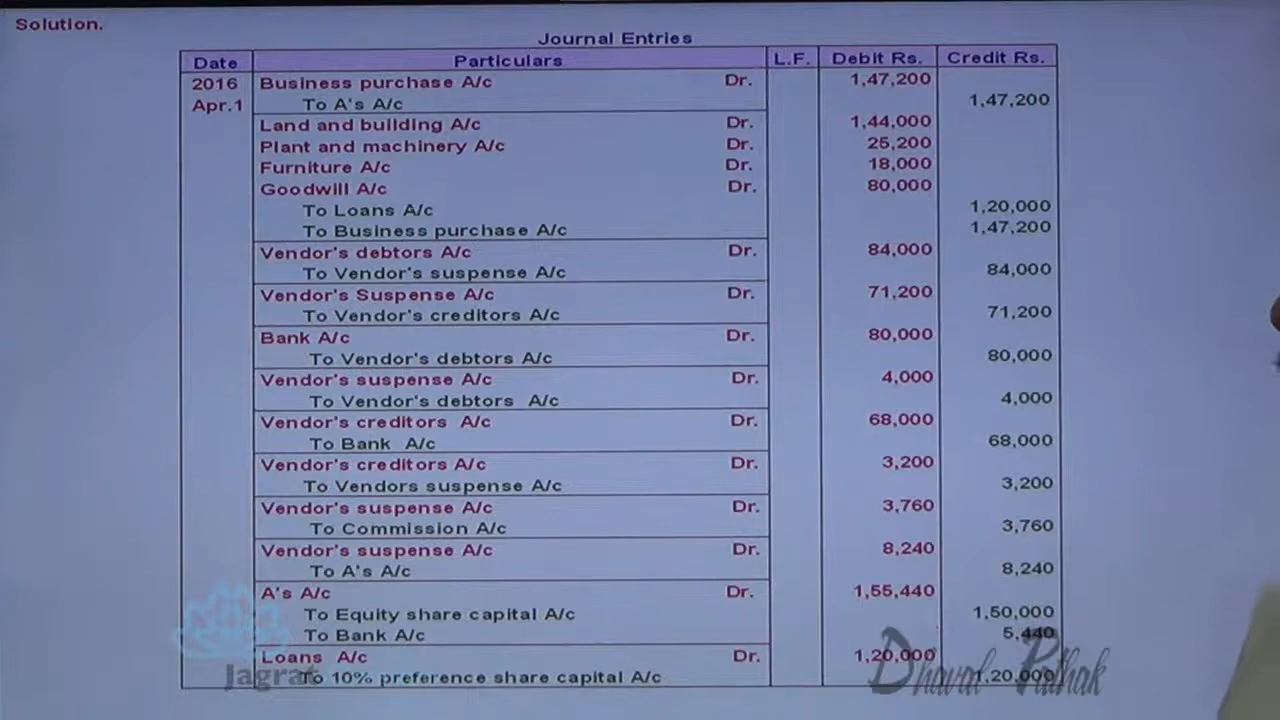 Solution.
Journal Entries
Date Particulars L.F. Debit Rs. Credit Rs.
2016 Business purchase A/c Dr. 1,47,200
Apr.1 To A's A/c 1,47,200
Land and building A/c Dr. 1,44,000
Plant and machinery A/c Dr. 25,200
Furniture A/c Dr. 18,000
Goodwill A/c Dr. 80,000
To Loans A/c 1,20,000
To Business purchase A/c 1,47,200
Vendor's debtors A/c Dr. 84,000
To Vendor's suspense A/c 84,000
Vendor's Suspense A/c Dr. 71,200
To Vendor's creditors A/c 71,200
Bank A/c Dr. 80,000
To Vendor's debtors A/c 80,000
Vendor's suspense A/c Dr. 4,000
To Vendor's debtors A/c 4,000
Vendor's creditors A/c Dr. 68,000
To Bank A/c 68,000
Vendor's creditors A/c Dr. 3,200
To Vendors suspense A/c 3,200
Vendor's suspense A/c Dr. 3,760
To Commission A/c 3,760
Vendor's suspense A/c Dr. 8,240
To A's A/c 8,240
A's A/c Dr. 1,55,440
To Equity share capital A/c 1,50,000
To Bank A/c 5,440
Loans A/c Dr. 1,20,000
To 10% preference share capital A/c 1,20,000
Jagrat
Dhaval Pathak